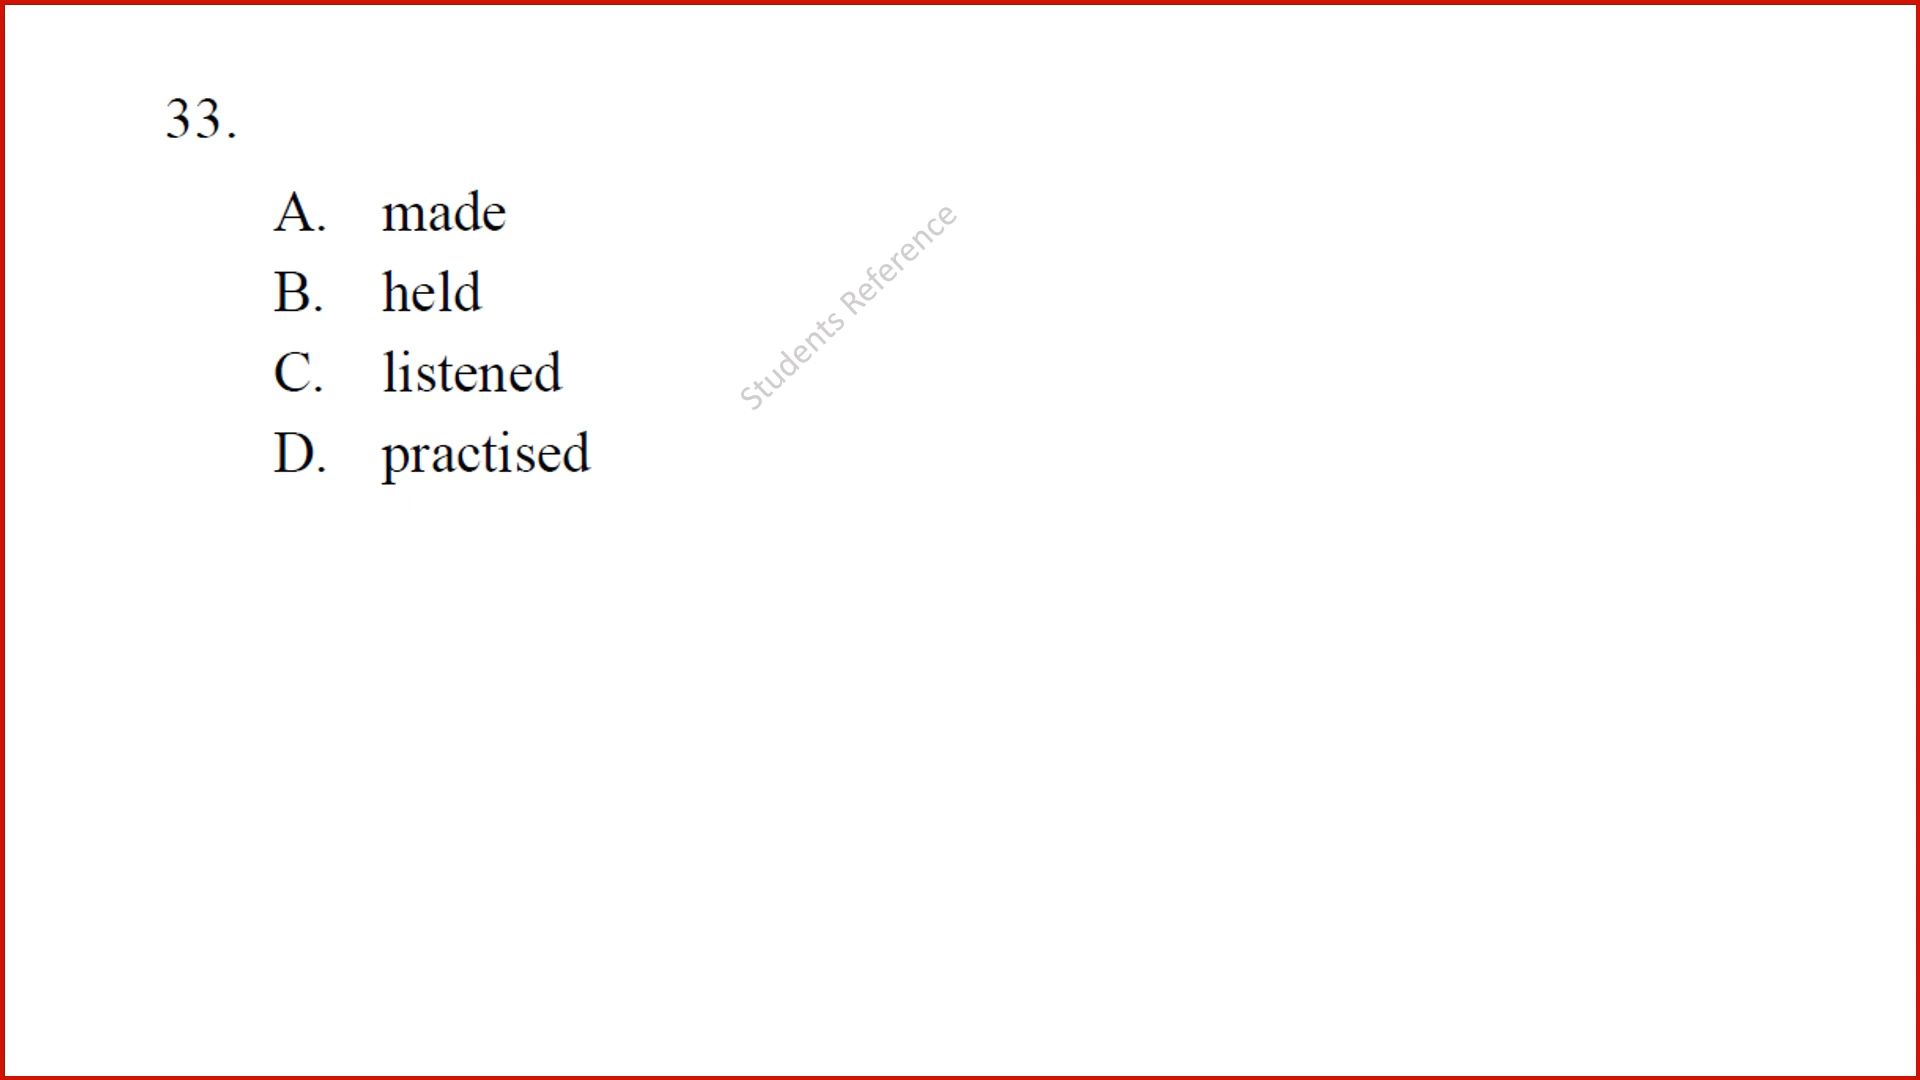 33.
A. made
B. held
C. listened
D. practised
Students Reference